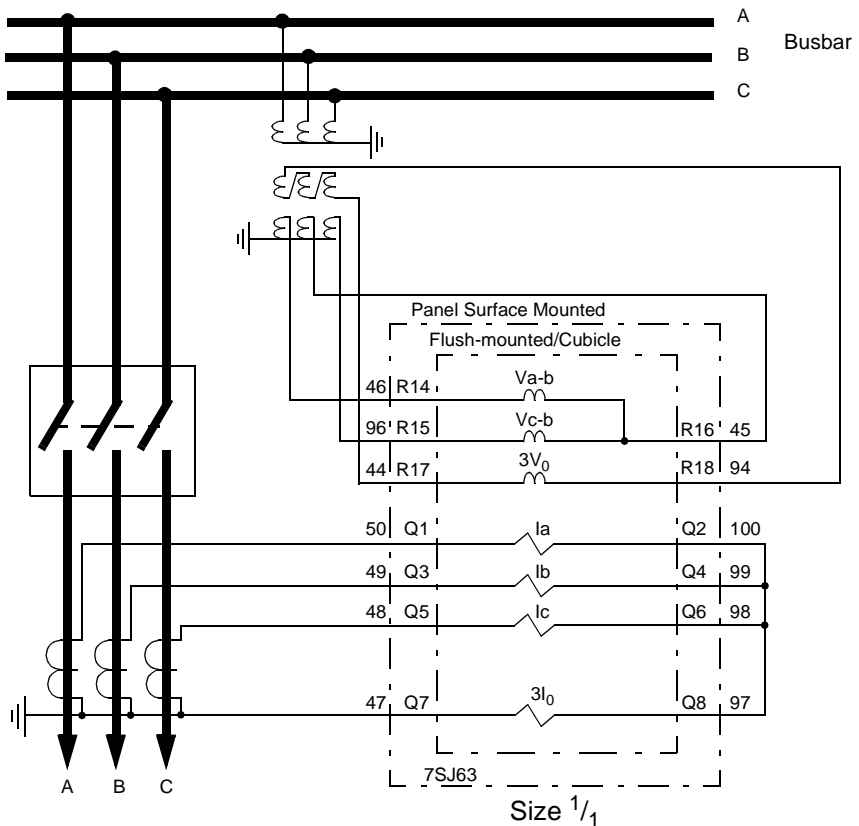 A
B Busbar
C
Panel Surface Mounted
Flush-mounted/Cubicle
46 R14 Va-b
96 R15 Vc-b R16 45
44 R17 3V₀ R18 94
50 Q1 Ia Q2 100
49 Q3 Ib Q4 99
48 Q5 Ic Q6 98
47 Q7 3I₀ Q8 97
7SJ63
A B C
Size ¹/₁